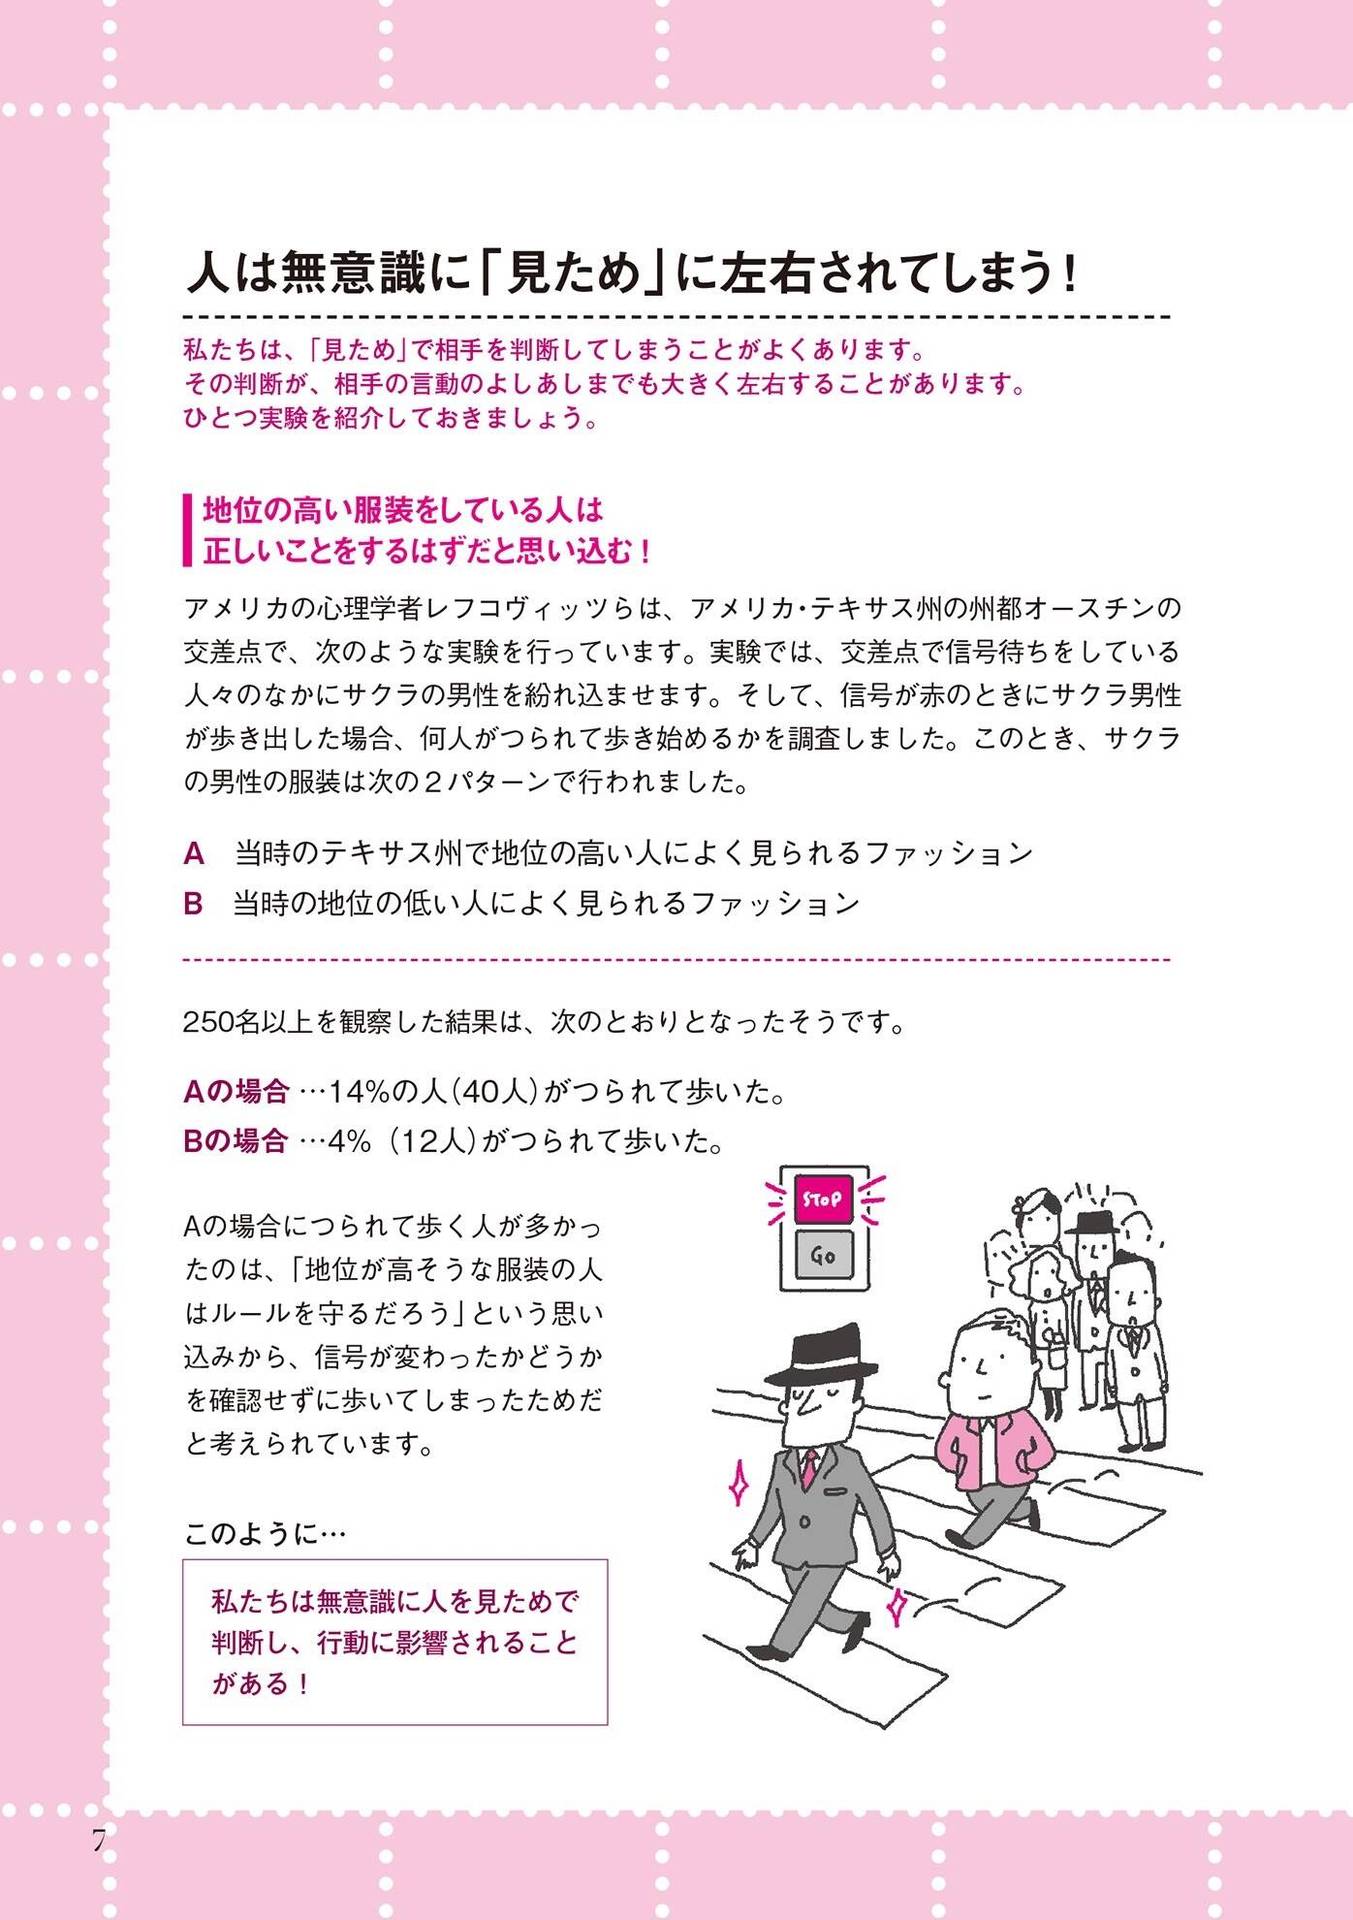 人は無意識に「見ため」に左右されてしまう！
私たちは、「見ため」で相手を判断してしまうことがよくあります。
その判断が、相手の言動のよしあしまでも大きく左右することがあります。
ひとつ実験を紹介しておきましょう。
地位の高い服装をしている人は
正しいことをするはずだと思い込む！
アメリカの心理学者レフコヴィッツらは、アメリカ・テキサス州の州都オースチンの
交差点で、次のような実験を行っています。実験では、交差点で信号待ちをしている
人々のなかにサクラの男性を紛れ込ませます。そして、信号が赤のときにサクラ男性
が歩き出した場合、何人がつられて歩き始めるかを調査しました。このとき、サクラ
の男性の服装は次の2パターンで行われました。
A　当時のテキサス州で地位の高い人によく見られるファッション
B　当時の地位の低い人によく見られるファッション
250名以上を観察した結果は、次のとおりとなったそうです。
Aの場合 …14%の人（40人）がつられて歩いた。
Bの場合 …4%（12人）がつられて歩いた。
STOP
GO
Aの場合につられて歩く人が多かっ
たのは、「地位が高そうな服装の人
はルールを守るだろう」という思い
込みから、信号が変わったかどうか
を確認せずに歩いてしまったためだ
と考えられています。
このように…
私たちは無意識に人を見ためで
判断し、行動に影響されること
がある！
7